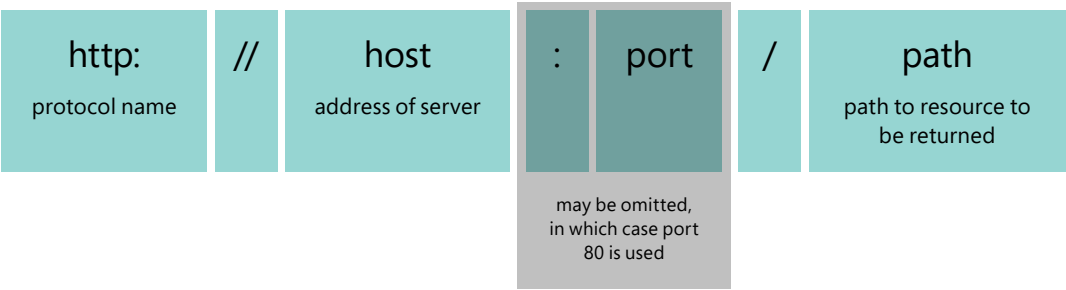 http: // host : port / path
protocol name address of server path to resource to
be returned
may be omitted,
in which case port
80 is used